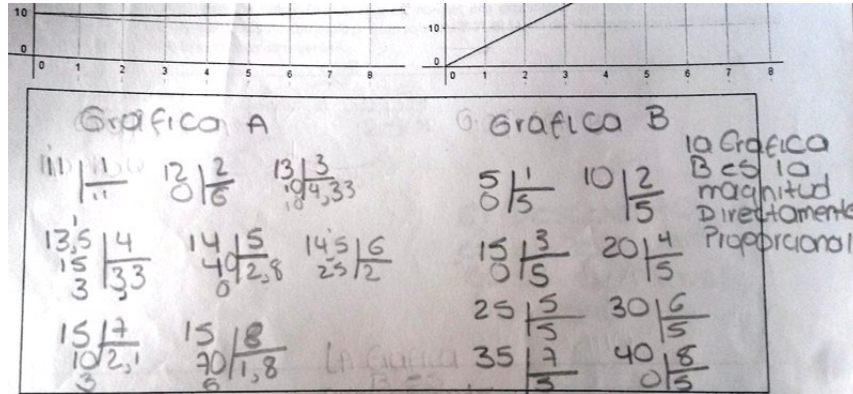 10
0
0 1 2 3 4 5 6 7 8
10
0
0 1 2 3 4 5 6 7 8
Grafica A
11 | 1
11
12 | 2
0 6
13 | 3
10 4,33
10
13,5 | 4
15 3,3
3
14 | 5
40 2,8
0
14,5 | 6
25 2
15 | 7
10 2,1
3
15 | 8
70 1,8
6
Grafica B
5 | 1
0 5
10 | 2
5
15 | 3
0 5
20 | 4
5
25 | 5
5
30 | 6
5
35 | 7
5
40 | 8
0 5
la Grafica
B es la
magnitud
Directamente
Proporcional